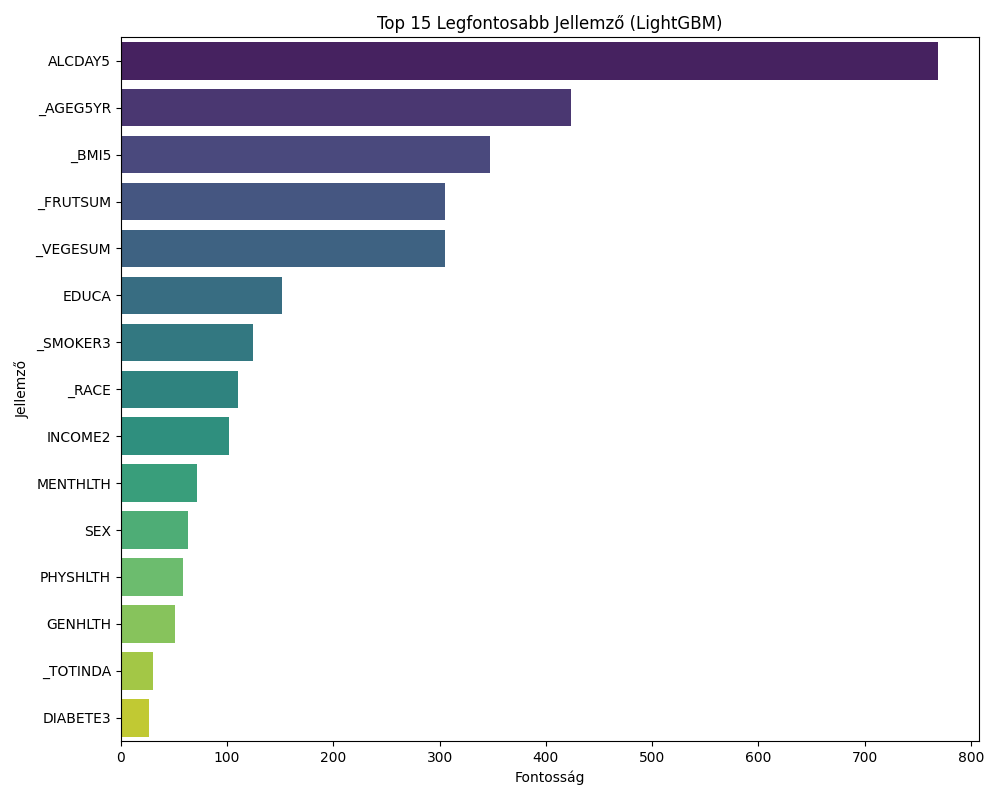 Top 15 Legfontosabb Jellemző (LightGBM)
Jellemző
ALCDAY5
_AGEG5YR
_BMI5
_FRUTSUM
_VEGESUM
EDUCA
_SMOKER3
_RACE
INCOME2
MENTHLTH
SEX
PHYSHLTH
GENHLTH
_TOTINDA
DIABETE3
0 100 200 300 400 500 600 700 800
Fontosság